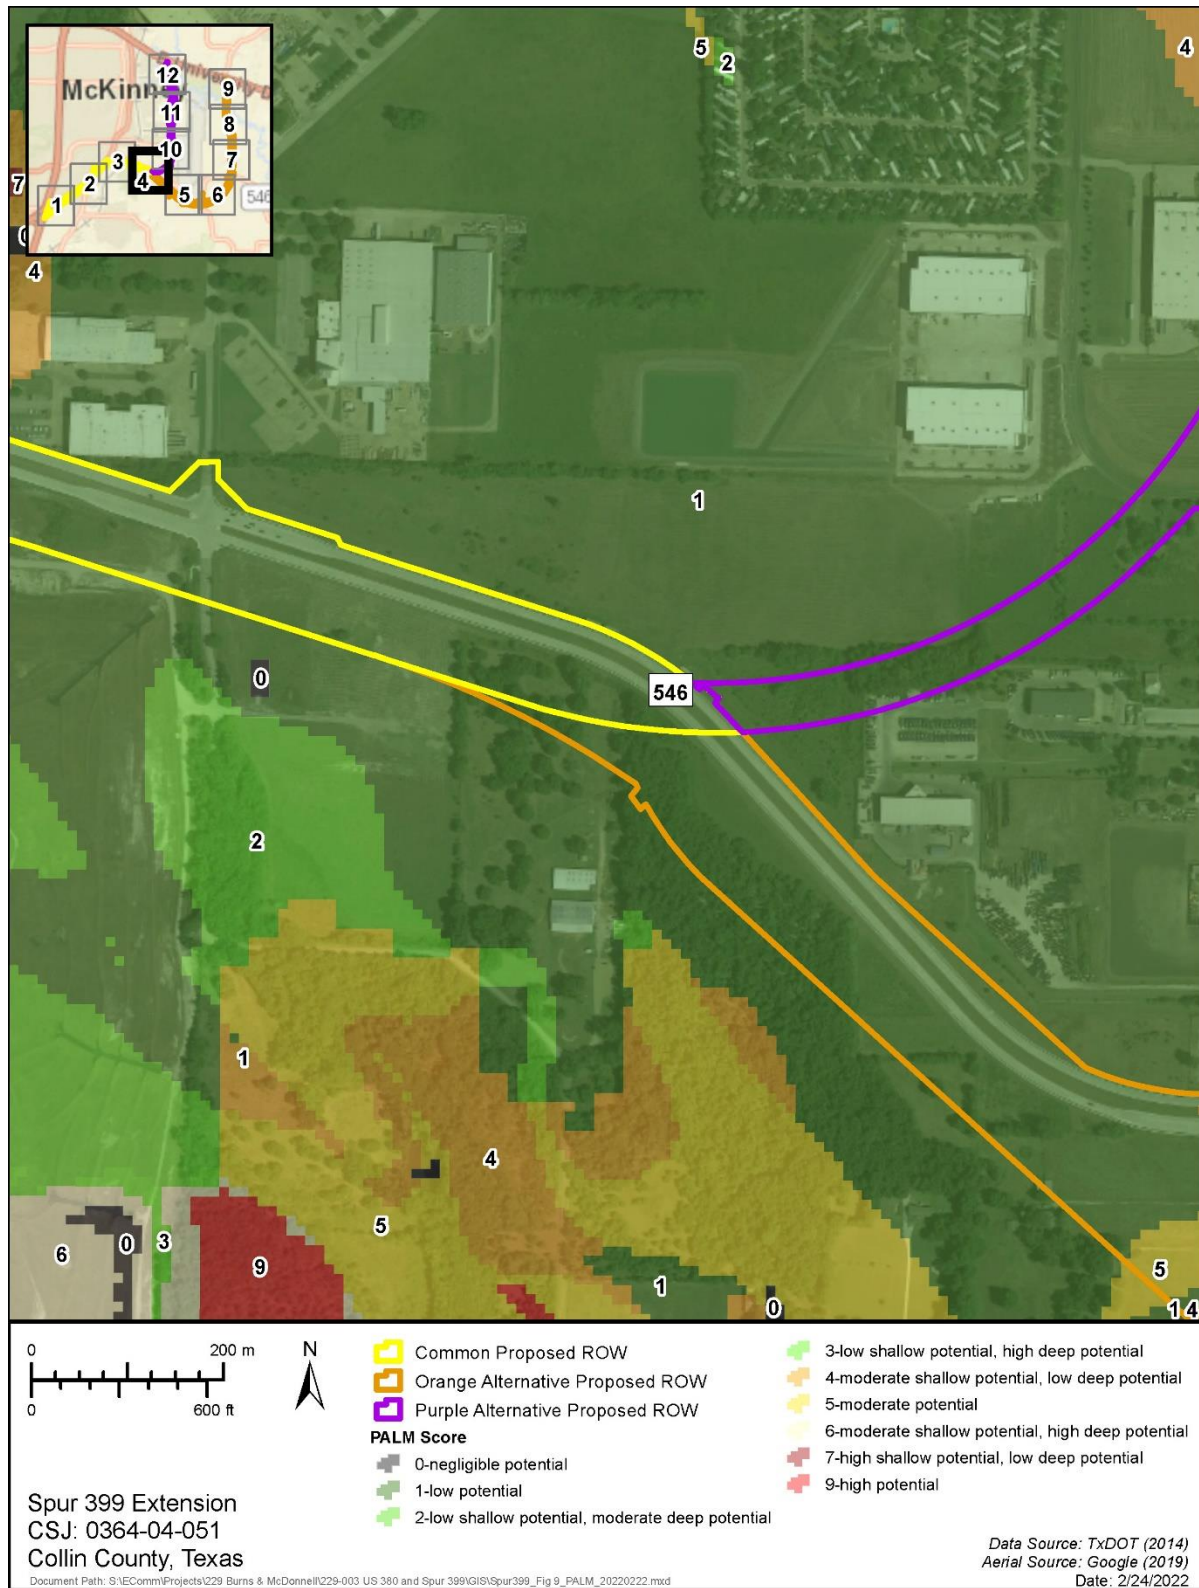 5
2
4
McKinney
12
9
11
8
10
7
3
4
2
5
6
1
546
7
0
4
1
546
0
2
1
4
5
6
0
3
9
1
0
5
1 4
0 200 m
0 600 ft
N
Common Proposed ROW
Orange Alternative Proposed ROW
Purple Alternative Proposed ROW
PALM Score
0-negligible potential
1-low potential
2-low shallow potential, moderate deep potential
3-low shallow potential, high deep potential
4-moderate shallow potential, low deep potential
5-moderate potential
6-moderate shallow potential, high deep potential
7-high shallow potential, low deep potential
9-high potential
Spur 399 Extension
CSJ: 0364-04-051
Collin County, Texas
Data Source: TxDOT (2014)
Aerial Source: Google (2019)
Date: 2/24/2022
Document Path: S:\EComm\Projects\229 Burns & McDonnell\229-003 US 380 and Spur 399\GIS\Spur399_Fig 9_PALM_20220222.mxd